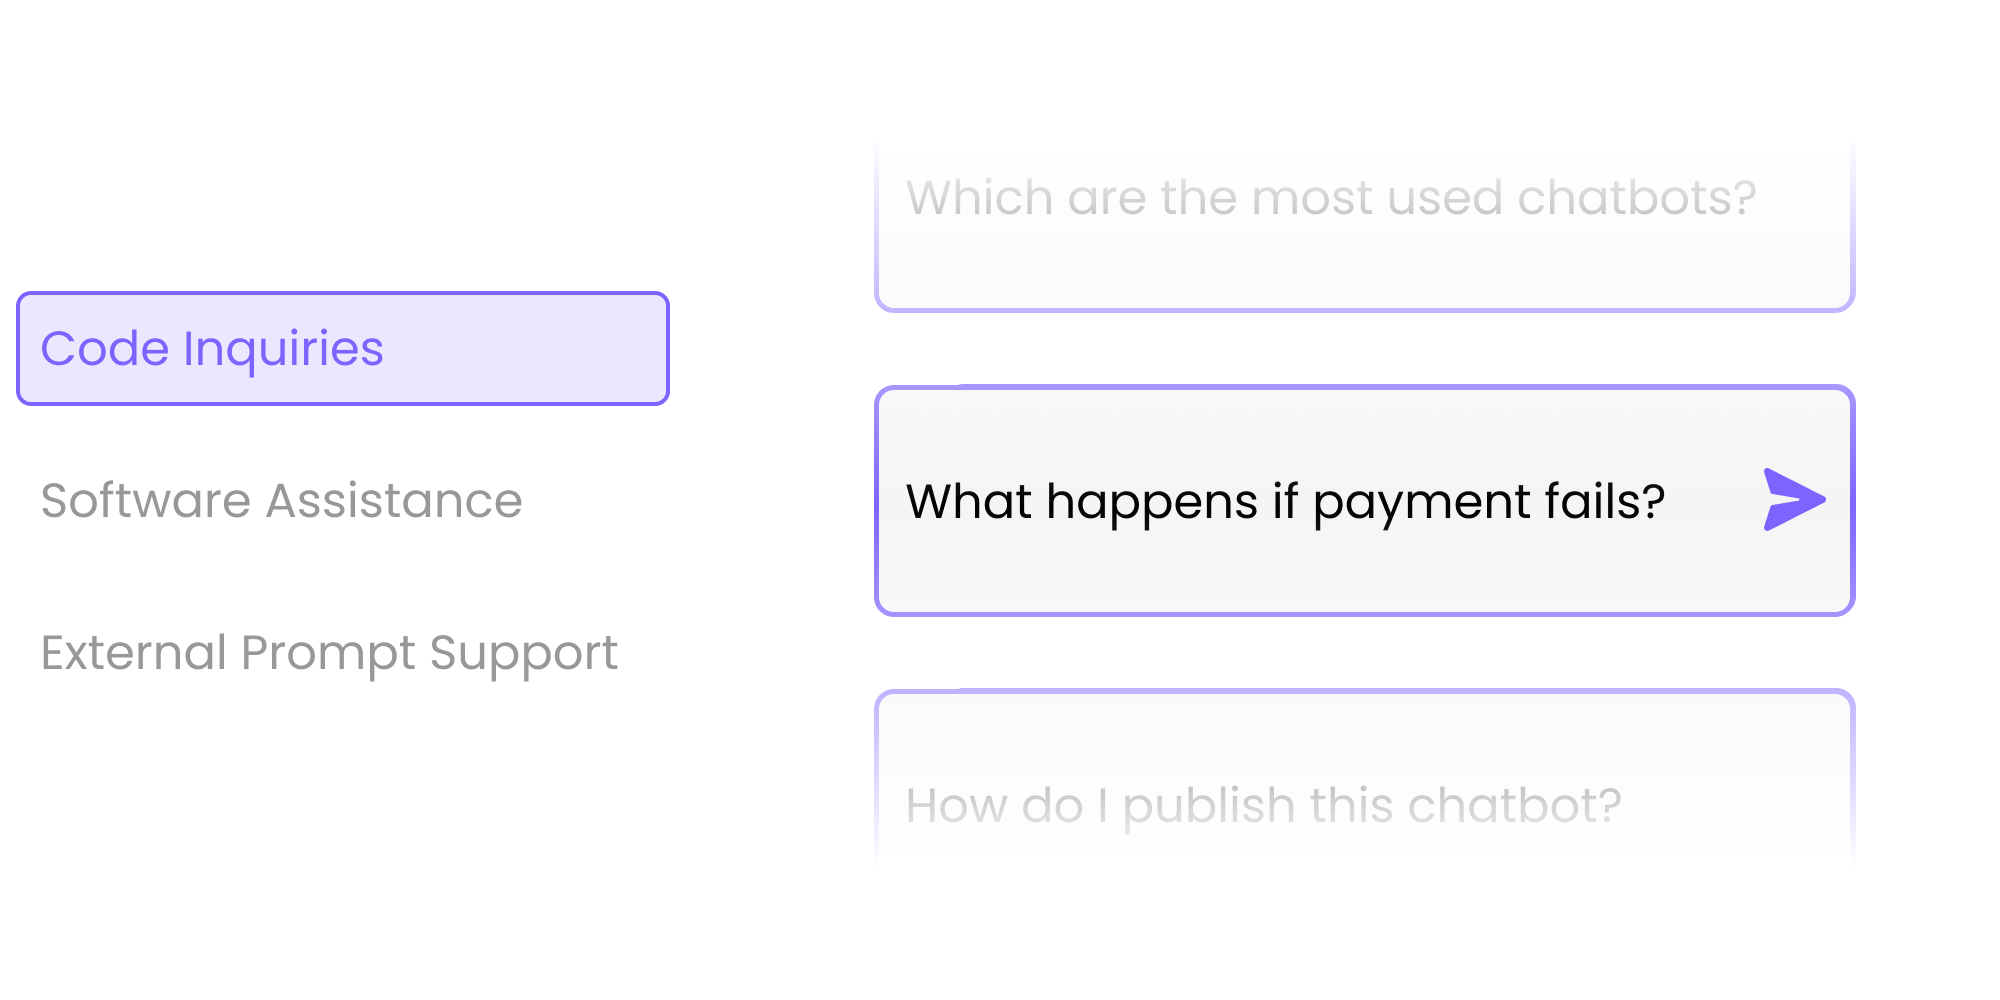 Code Inquiries
Software Assistance
External Prompt Support
Which are the most used chatbots?
What happens if payment fails?
How do I publish this chatbot?